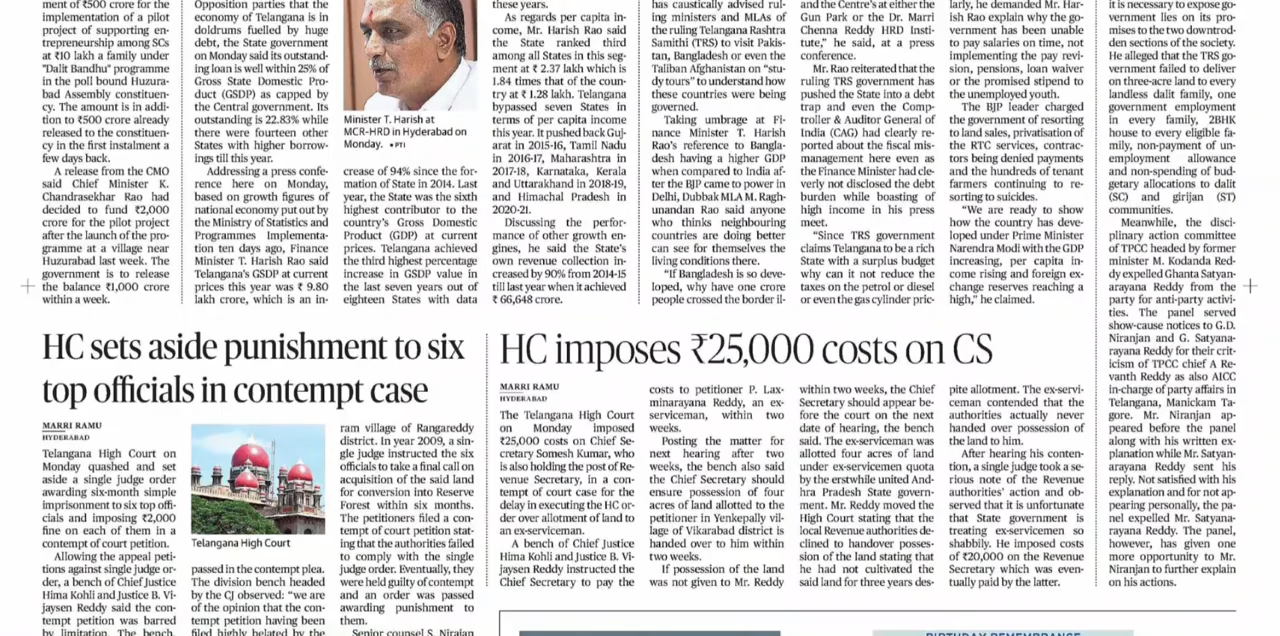 ment of ₹500 crore for the
implementation of a pilot
project of supporting en-
trepreneurship among SCs
at ₹10 lakh a family under
"Dalit Bandhu" programme
in the poll bound Huzura-
bad Assembly constituen-
cy. The amount is in addi-
tion to ₹500 crore already
released to the constituen-
cy in the first instalment a
few days back.
A release from the CMO
said Chief Minister K.
Chandrasekhar Rao had
decided to fund ₹2,000
crore for the pilot project
after the launch of the pro-
gramme at a village near
Huzurabad last week. The
government is to release
the balance ₹1,000 crore
within a week.
Opposition parties that the
economy of Telangana is in
doldrums fuelled by huge
debt, the State government
on Monday said its outstand-
ing loan is well within 25% of
Gross State Domestic Pro-
duct (GSDP) as capped by
the Central government. Its
outstanding is 22.83% while
there were fourteen other
States with higher borrow-
ings till this year.
Addressing a press confe-
rence here on Monday,
based on growth figures of
national economy put out by
the Ministry of Statistics and
Programmes Implementa-
tion ten days ago, Finance
Minister T. Harish Rao said
Telangana's GSDP at current
prices this year was ₹ 9.80
lakh crore, which is an in-
Minister T. Harish at
MCR-HRD in Hyderabad on
Monday. • PTI
crease of 94% since the for-
mation of State in 2014. Last
year, the State was the sixth
highest contributor to the
country's Gross Domestic
Product (GDP) at current
prices. Telangana achieved
the third highest percentage
increase in GSDP value in
the last seven years out of
eighteen States with data
these years.
As regards per capita in-
come, Mr. Harish Rao said
the State ranked third
among all States in this seg-
ment at ₹ 2.37 lakh which is
1.84 times that of the coun-
try at ₹ 1.28 lakh. Telangana
bypassed seven States in
terms of per capita income
this year. It pushed back Guj-
arat in 2015-16, Tamil Nadu
in 2016-17, Maharashtra in
2017-18, Karnataka, Kerala
and Uttarakhand in 2018-19,
and Himachal Pradesh in
2020-21.
Discussing the perfor-
mance of other growth en-
gines, he said the State's
own revenue collection in-
creased by 90% from 2014-15
till last year when it achieved
₹ 66,648 crore.
has caustically advised rul-
ing ministers and MLAs of
the ruling Telangana Rashtra
Samithi (TRS) to visit Pakis-
tan, Bangladesh or even the
Taliban Afghanistan on "stu-
dy tours" to understand how
these countries were being
governed.
Taking umbrage at Fi-
nance Minister T. Harish
Rao's reference to Bangla-
desh having a higher GDP
when compared to India af-
ter the BJP came to power in
Delhi, Dubbak MLA M. Ragh-
unandan Rao said anyone
who thinks neighbouring
countries are doing better
can see for themselves the
living conditions there.
"If Bangladesh is so deve-
loped, why have one crore
people crossed the border il-
and the Centre's at either the
Gun Park or the Dr. Marri
Chenna Reddy HRD Insti-
tute," he said, at a press
conference.
Mr. Rao reiterated that the
ruling TRS government has
pushed the State into a debt
trap and even the Comp-
troller & Auditor General of
India (CAG) had clearly re-
ported about the fiscal mis-
management here even as
the Finance Minister had cle-
verly not disclosed the debt
burden while boasting of
high income in his press
meet.
"Since TRS government
claims Telangana to be a rich
State with a surplus budget
why can it not reduce the
taxes on the petrol or diesel
or even the gas cylinder pric-
larly, he demanded Mr. Har-
ish Rao explain why the go-
vernment has been unable
to pay salaries on time, not
implementing the pay revi-
sion, pensions, loan waiver
or the promised stipend to
the unemployed youth.
The BJP leader charged
the government of resorting
to land sales, privatisation of
the RTC services, contrac-
tors being denied payments
and the hundreds of tenant
farmers continuing to re-
sorting to suicides.
"We are ready to show
how the country has deve-
loped under Prime Minister
Narendra Modi with the GDP
increasing, per capita in-
come rising and foreign ex-
change reserves reaching a
high," he claimed.
it is necessary to expose go-
vernment lies on its pro-
mises to the two downtrod-
den sections of the society.
He alleged that the TRS go-
vernment failed to deliver
on three-acre land to every
landless dalit family, one
government employment
in every family, 2BHK
house to every eligible fa-
mily, non-payment of un-
employment allowance
and non-spending of bud-
getary allocations to dalit
(SC) and girijan (ST)
communities.
Meanwhile, the disci-
plinary action committee
of TPCC headed by former
minister M. Kodanda Red-
dy expelled Ghanta Satyan-
arayana Reddy from the
party for anti-party activi-
ties. The panel served
show-cause notices to G.D.
Niranjan and G. Satyana-
rayana Reddy for their crit-
icism of TPCC chief A Re-
vanth Reddy as also AICC
in-charge of party affairs in
Telangana, Manickam Ta-
gore. Mr. Niranjan ap-
peared before the panel
along with his written ex-
planation while Mr. Satyan-
arayana Reddy sent his
reply. Not satisfied with his
explanation and for not ap-
pearing personally, the pa-
nel expelled Mr. Satyana-
rayana Reddy. The panel,
however, has given one
more opportunity to Mr.
Niranjan to further explain
on his actions.
HC sets aside punishment to six
top officials in contempt case
MARRI RAMU
HYDERABAD
Telangana High Court on
Monday quashed and set
aside a single judge order
awarding six-month simple
imprisonment to six top offi-
cials and imposing ₹2,000
fine on each of them in a
contempt of court petition.
Allowing the appeal peti-
tions against single judge or-
der, a bench of Chief Justice
Hima Kohli and Justice B. Vi-
jaysen Reddy said the con-
tempt petition was barred
by limitation. The bench,
Telangana High Court
passed in the contempt plea.
The division bench headed
by the CJ observed: "we are
of the opinion that the con-
tempt petition having been
filed highly belated by the
ram village of Rangareddy
district. In year 2009, a sin-
gle judge instructed the six
officials to take a final call on
acquisition of the said land
for conversion into Reserve
Forest within six months.
The petitioners filed a con-
tempt of court petition stat-
ing that the authorities failed
to comply with the single
judge order. Eventually, they
were held guilty of contempt
and an order was passed
awarding punishment to
them.
Senior counsel S. Nirajan
HC imposes ₹25,000 costs on CS
MARRI RAMU
HYDERABAD
The Telangana High Court
on Monday imposed
₹25,000 costs on Chief Se-
cretary Somesh Kumar, who
is also holding the post of Re-
venue Secretary, in a con-
tempt of court case for the
delay in executing the HC or-
der over allotment of land to
an ex-serviceman.
A bench of Chief Justice
Hima Kohli and Justice B. Vi-
jaysen Reddy instructed the
Chief Secretary to pay the
costs to petitioner P. Lax-
minarayana Reddy, an ex-
serviceman, within two
weeks.
Posting the matter for
next hearing after two
weeks, the bench also said
the Chief Secretary should
ensure possession of four
acres of land allotted to the
petitioner in Yenkepally vil-
lage of Vikarabad district is
handed over to him within
two weeks.
If possession of the land
was not given to Mr. Reddy
within two weeks, the Chief
Secretary should appear be-
fore the court on the next
date of hearing, the bench
said. The ex-serviceman was
allotted four acres of land
under ex-servicemen quota
by the erstwhile united And-
hra Pradesh State govern-
ment. Mr. Reddy moved the
High Court stating that the
local Revenue authorities de-
clined to handover posses-
sion of the land stating that
he had not cultivated the
said land for three years des-
pite allotment. The ex-servi-
ceman contended that the
authorities actually never
handed over possession of
the land to him.
After hearing his conten-
tion, a single judge took a se-
rious note of the Revenue
authorities' action and ob-
served that it is unfortunate
that State government is
treating ex-servicemen so
shabbily. He imposed costs
of ₹20,000 on the Revenue
Secretary which was even-
tually paid by the latter.
BIRTHDAY REMEMBRANCE